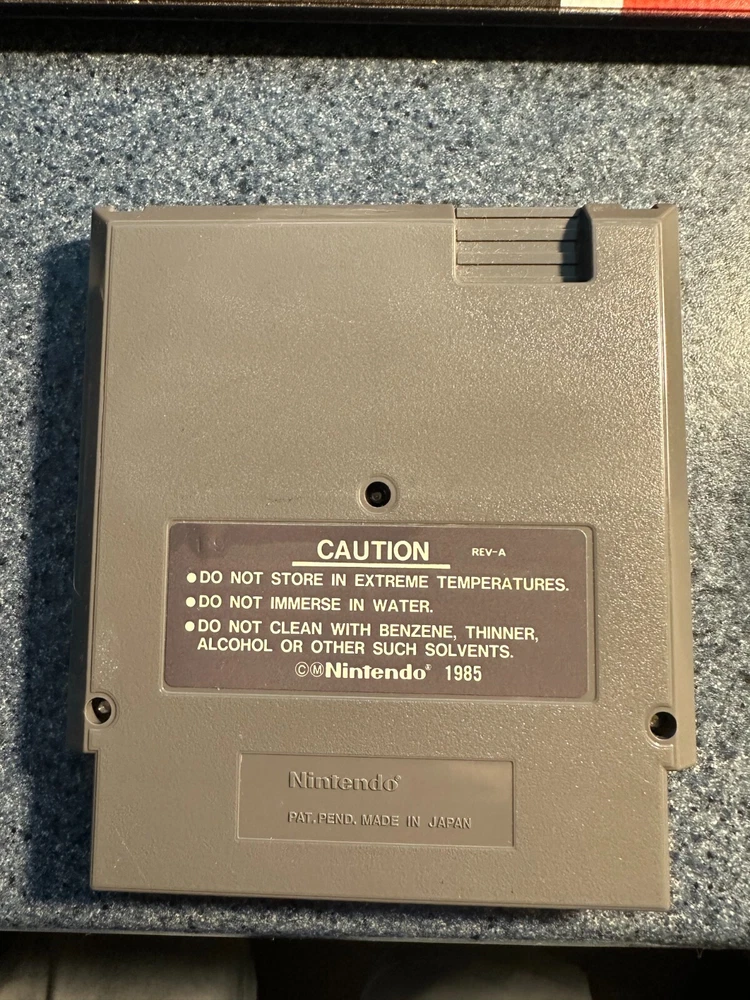 CAUTION REV-A
●DO NOT STORE IN EXTREME TEMPERATURES.
●DO NOT IMMERSE IN WATER.
●DO NOT CLEAN WITH BENZENE, THINNER,
ALCOHOL OR OTHER SUCH SOLVENTS.
ⒸⓂNintendo® 1985
Nintendo®
PAT.PEND. MADE IN JAPAN